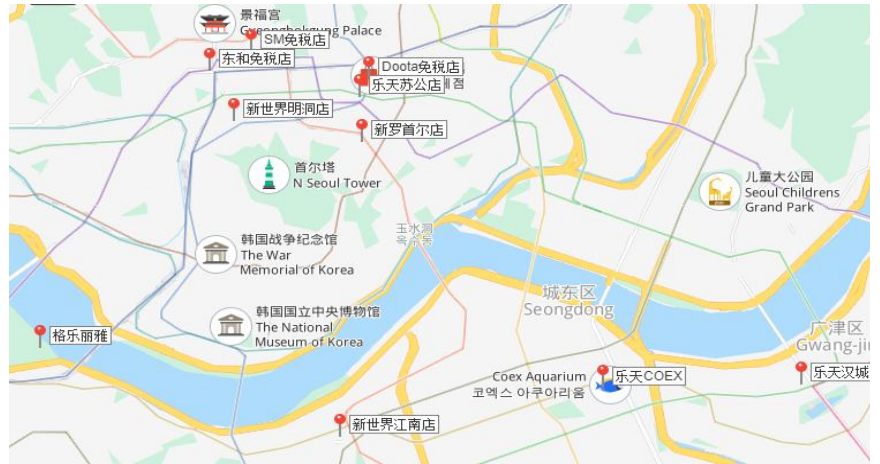 景福宫
Gyeongbokgung Palace
SM免税店
东和免税店
Doota免税店
乐天苏公店
세점
新世界明洞店
新罗首尔店
首尔塔
N Seoul Tower
儿童大公园
Seoul Childrens
Grand Park
玉水洞
옥수동
韩国战争纪念馆
The War
Memorial of Korea
城东区
Seongdong
韩国国立中央博物馆
The National
Museum of Korea
格乐丽雅
广津区
Gwang-jin
Coex Aquarium
코엑스 아쿠아리움
乐天COEX
乐天汉城
新世界江南店